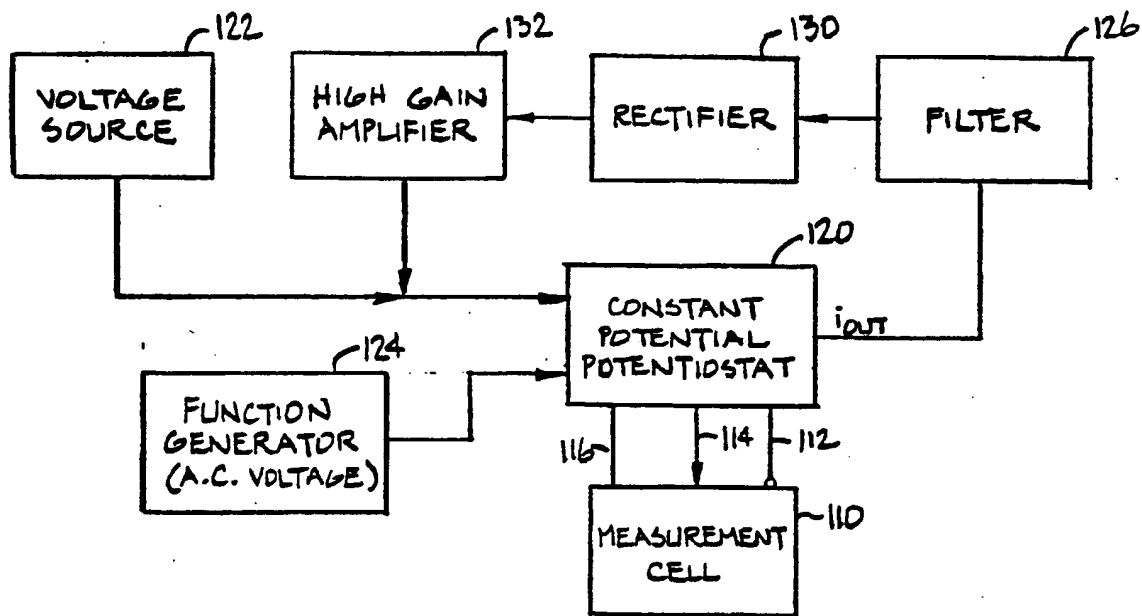 122
VOLTAGE
SOURCE
132
HIGH GAIN
AMPLIFIER
130
RECTIFIER
126
FILTER
120
CONSTANT
POTENTIAL
POTENTIOSTAT
iOUT
124
FUNCTION
GENERATOR
(A.C. VOLTAGE)
116
114
112
110
MEASUREMENT
CELL